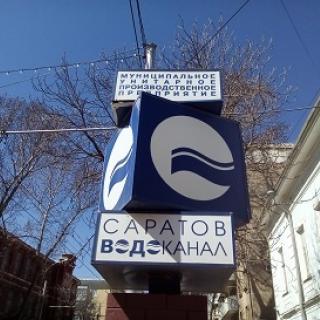 МУНИЦИПАЛЬНОЕ
УНИТАРНОЕ
ПРОИЗВОДСТВЕННОЕ
ПРЕДПРИЯТИЕ
САРАТОВ
ВОДОКАНАЛ